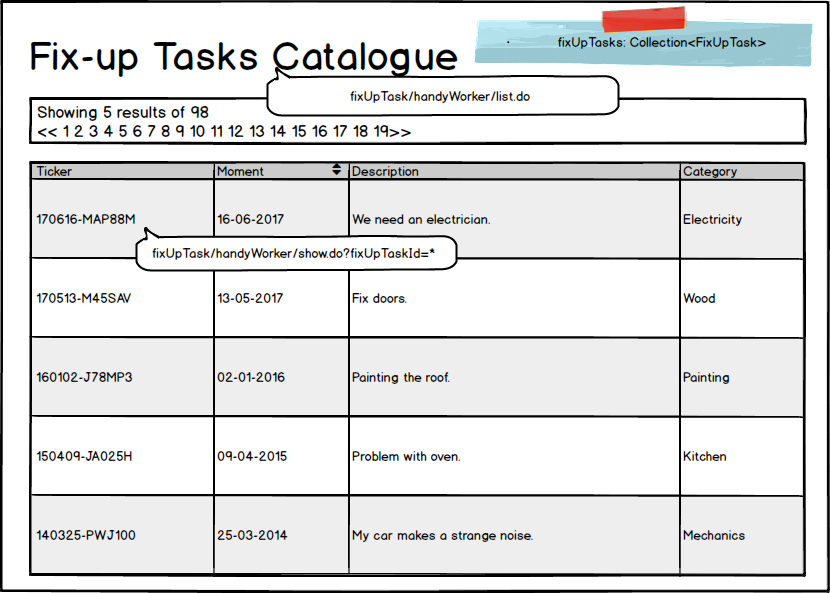 Fix-up Tasks Catalogue
fixUpTasks: Collection<FixUpTask>
fixUpTask/handyWorker/list.do
Showing 5 results of 98
<< 1 2 3 4 5 6 7 8 9 10 11 12 13 14 15 16 17 18 19>>
Ticker Moment Description Category
170616-MAP88M 16-06-2017 We need an electrician. Electricity
fixUpTask/handyWorker/show.do?fixUpTaskId=*
170513-M45SAV 13-05-2017 Fix doors. Wood
160102-J78MP3 02-01-2016 Painting the roof. Painting
150409-JA025H 09-04-2015 Problem with oven. Kitchen
140325-PWJ100 25-03-2014 My car makes a strange noise. Mechanics